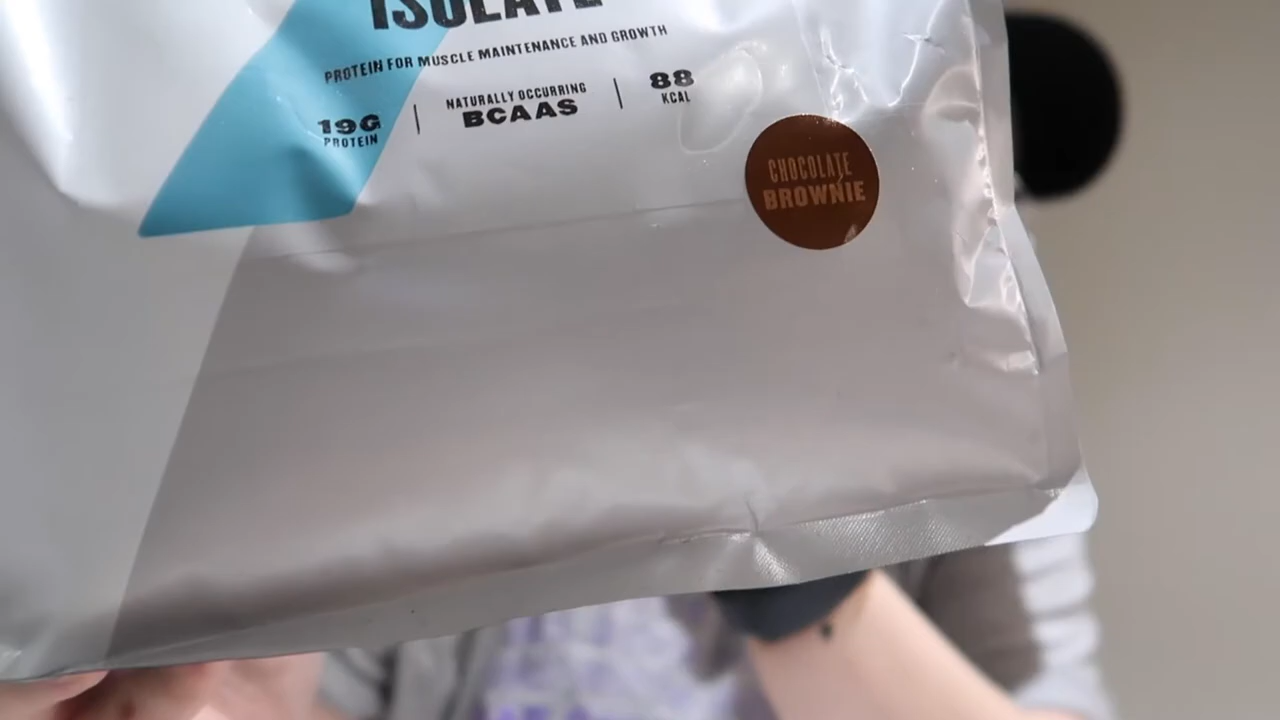 ISOLATE
PROTEIN FOR MUSCLE MAINTENANCE AND GROWTH
19G
PROTEIN
NATURALLY OCCURRING
BCAAS
88
KCAL
CHOCOLATE
BROWNIE